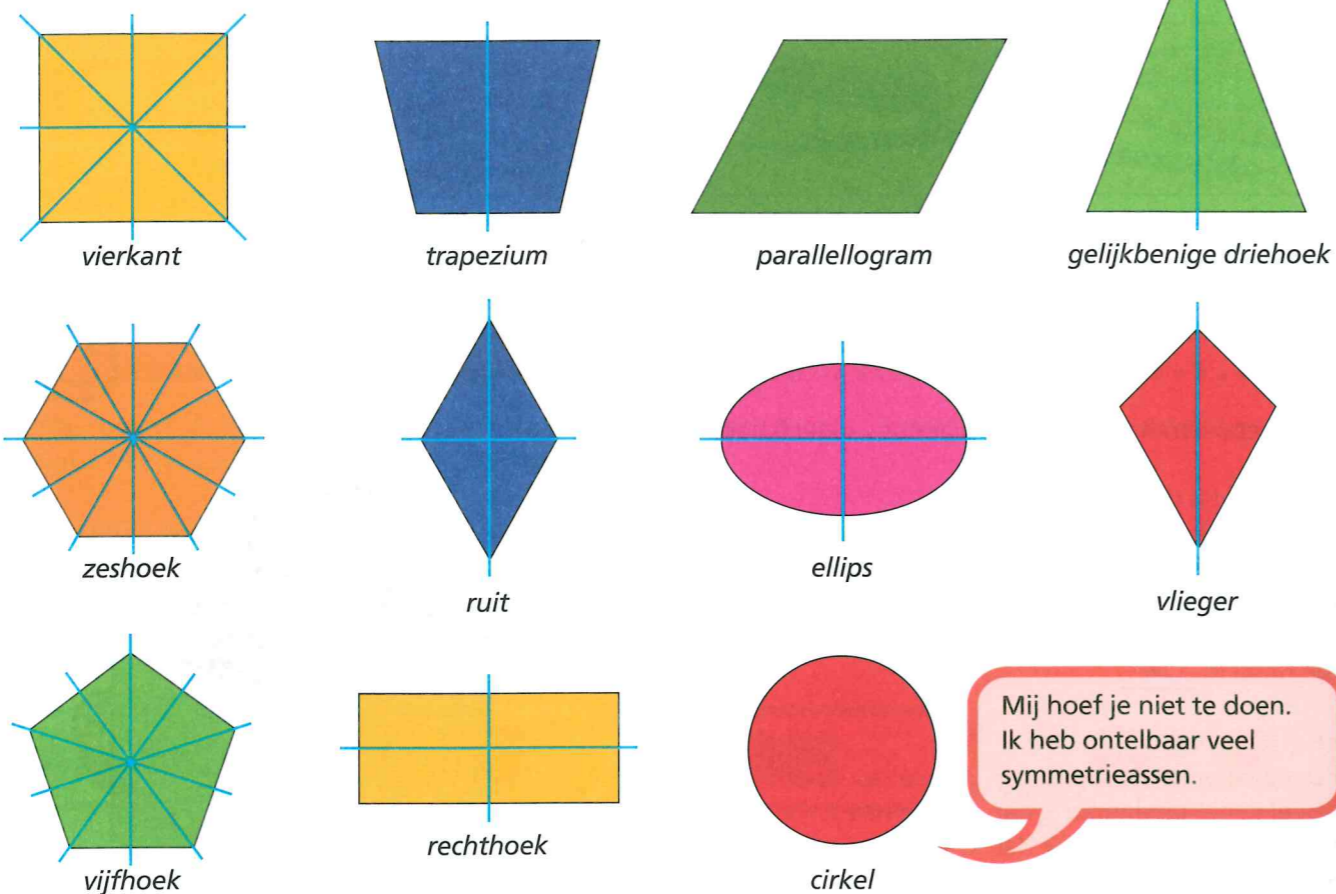 vierkant
trapezium
parallellogram
gelijkbenige driehoek
zeshoek
ruit
ellips
vlieger
vijfhoek
rechthoek
cirkel
Mij hoef je niet te doen.
Ik heb ontelbaar veel
symmetrieassen.